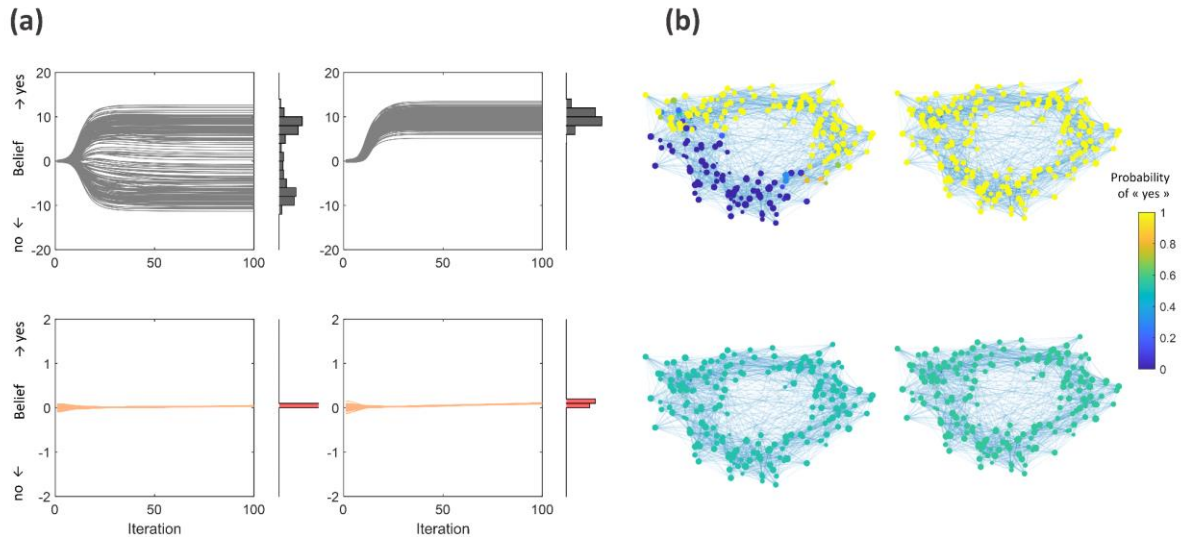 (a)
(b)
20
10
0
-10
-20
no ← Belief → yes
0 50 100
0 50 100
2
1
0
-1
-2
no ← Belief → yes
0 50 100
Iteration
20
10
0
-10
-20
2
1
0
-1
-2
0 50 100
Iteration
Probability
of « yes »
1
0.8
0.6
0.4
0.2
0